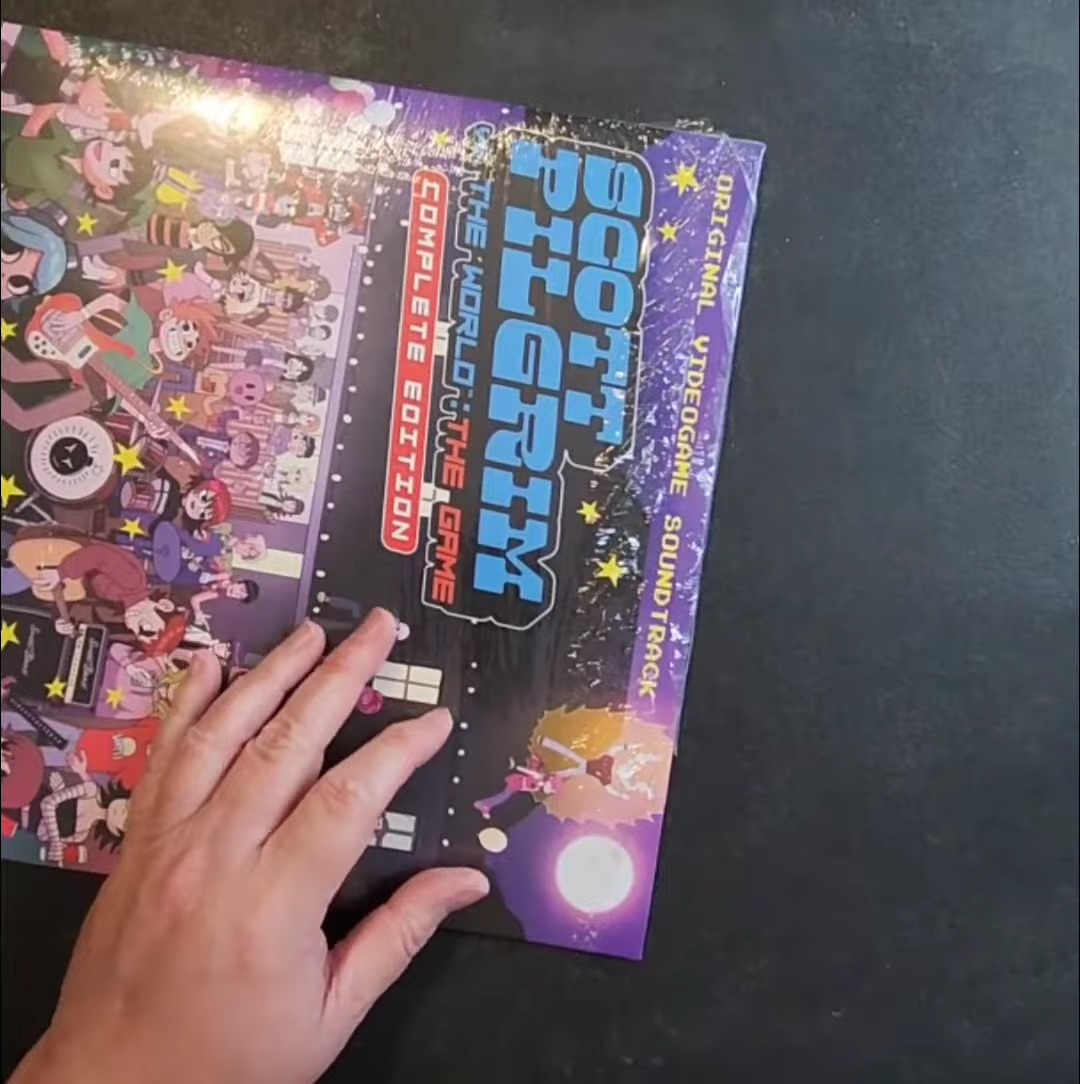 ORIGINAL VIDEOGAME SOUNDTRACK
SCOTT
PILGRIM
VS. THE WORLD: THE GAME
COMPLETE EDITION